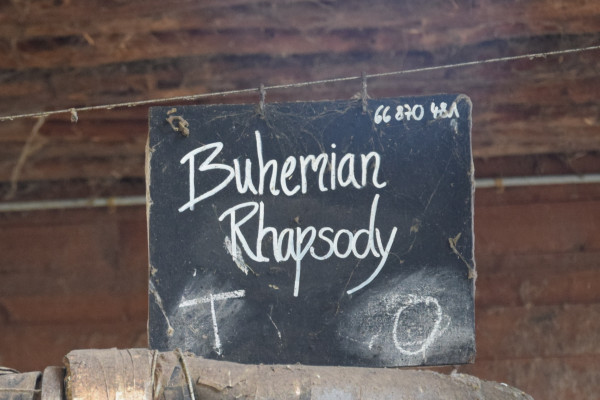 66 870 481
Buhemian
Rhapsody
T O